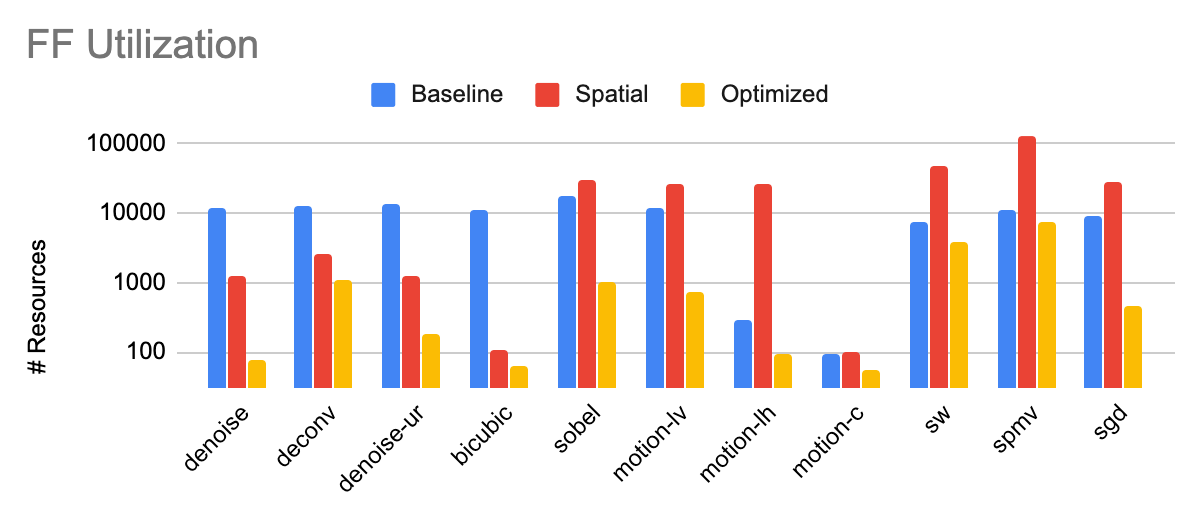 FF Utilization
Baseline Spatial Optimized
# Resources
100000
10000
1000
100
denoise deconv denoise-ur bicubic sobel motion-lv motion-lh motion-c sw spmv sgd